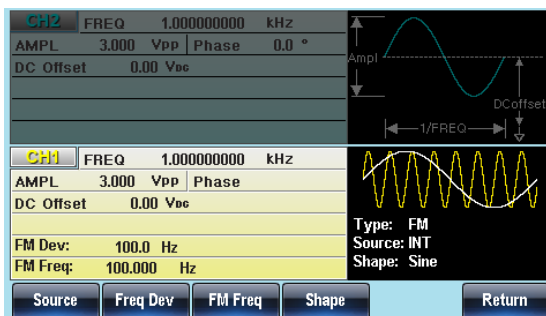 CH2 FREQ 1.000000000 kHz
AMPL 3.000 Vpp Phase 0.0 °
DC Offset 0.00 VDC
Ampl
DCoffset
1/FREQ
CH1 FREQ 1.000000000 kHz
AMPL 3.000 Vpp Phase
DC Offset 0.00 VDC
FM Dev: 100.0 Hz
FM Freq: 100.000 Hz
Type: FM
Source: INT
Shape: Sine
Source Freq Dev FM Freq Shape Return